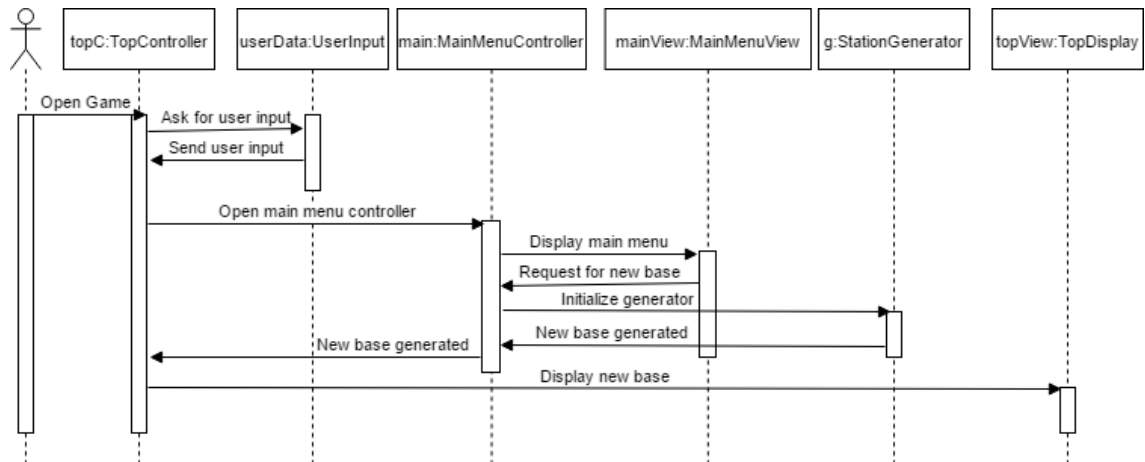 topC:TopController
userData:UserInput
main:MainMenuController
mainView:MainMenuView
g:StationGenerator
topView:TopDisplay
Open Game
Ask for user input
Send user input
Open main menu controller
Display main menu
Request for new base
Initialize generator
New base generated
New base generated
Display new base